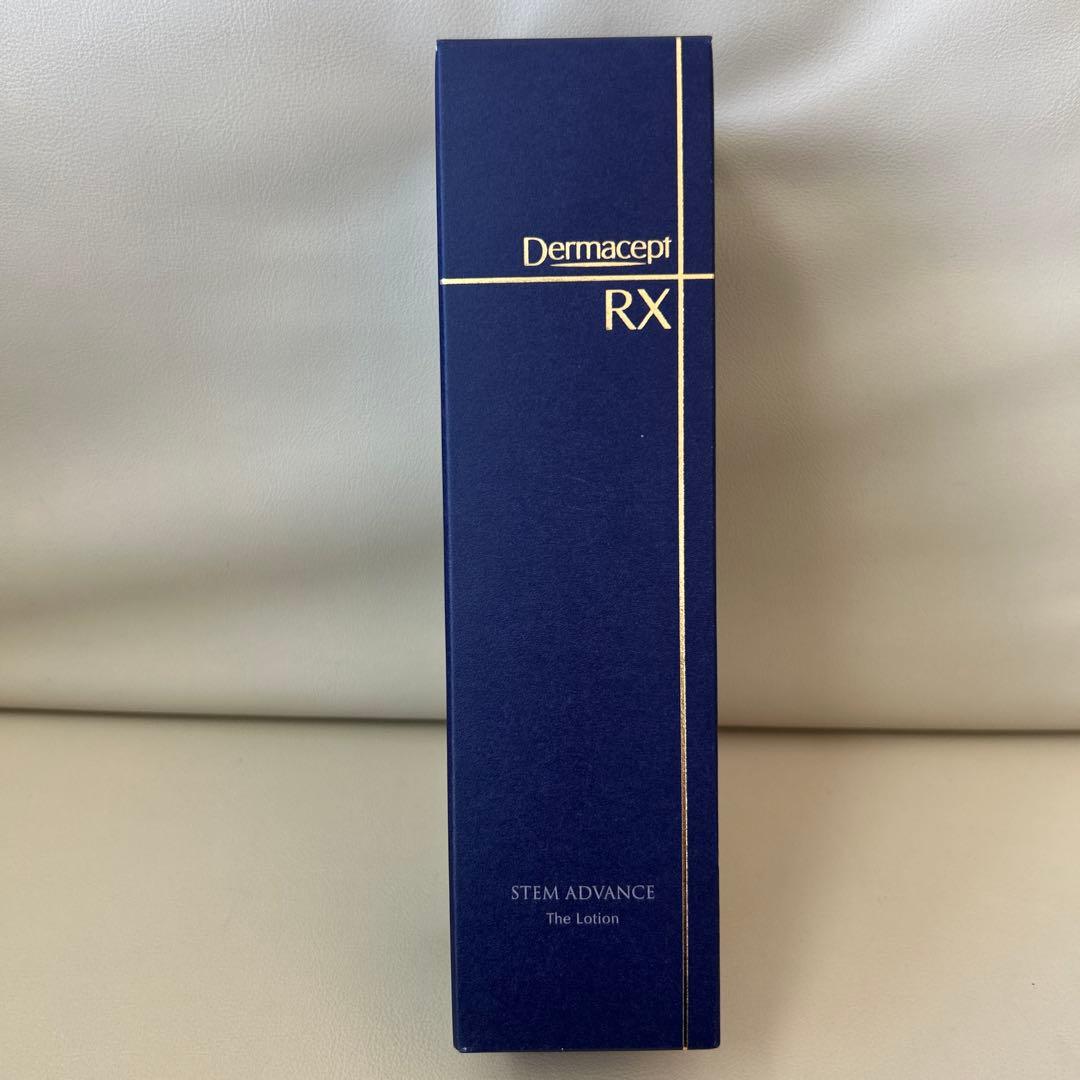 Dermacept
RX
STEM ADVANCE
The Lotion